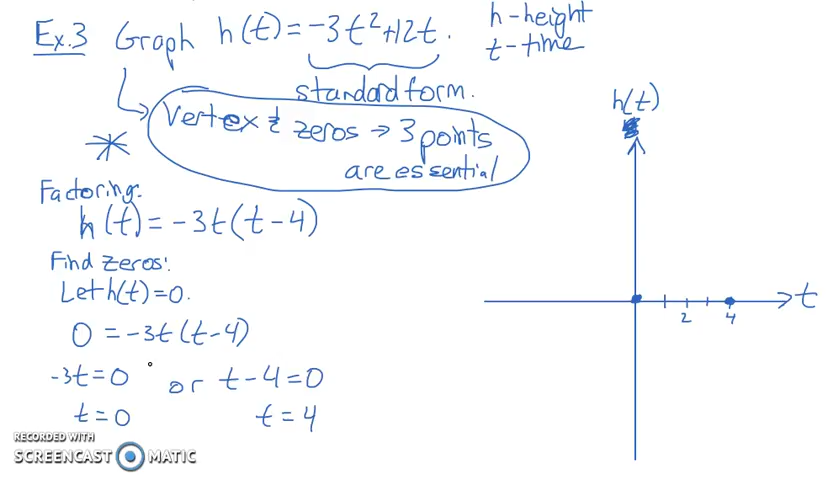 Ex.3 Graph h(t) = -3t²+12t.
h-height
t-time
standard form.
Vertex & zeros → 3 points
are essential
Factoring:
h(t) = -3t(t-4)
Find zeros:
Let h(t)=0.
0 = -3t(t-4)
-3t=0 or t-4=0
t=0 t=4
h(t)
t
2 4
RECORDED WITH
SCREENCAST MATIC